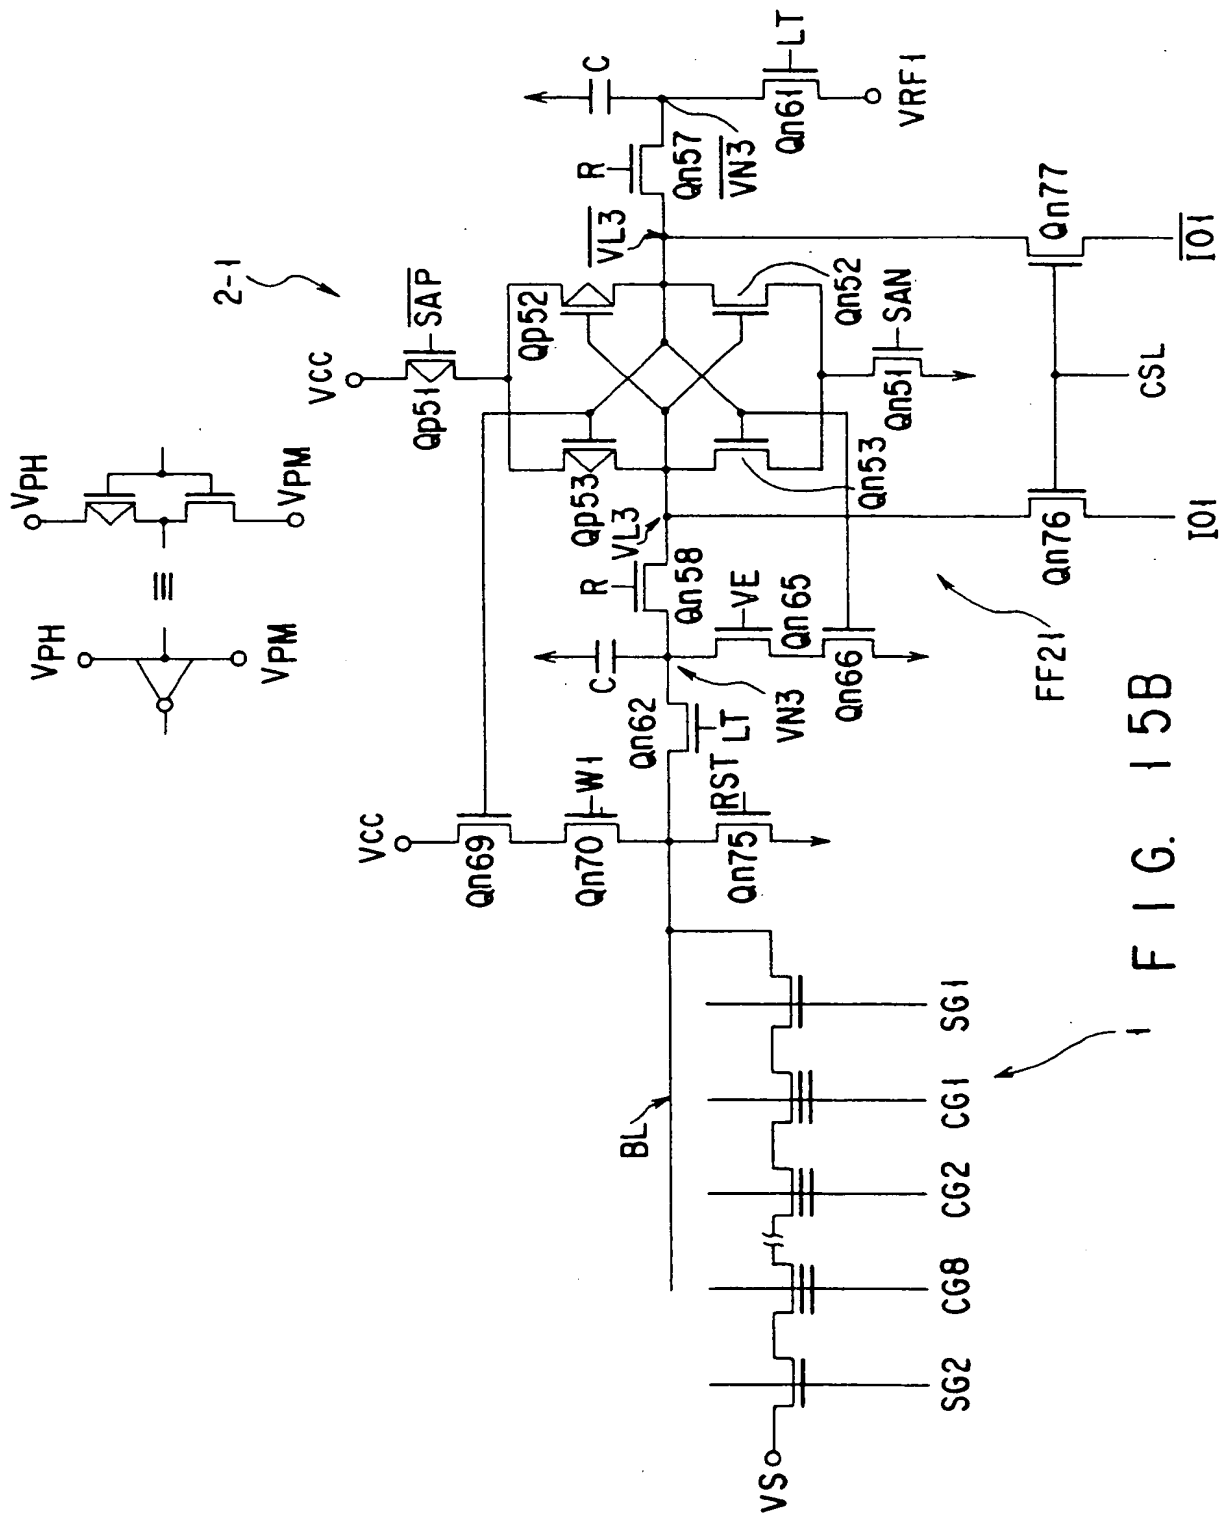 VPH
VPM
≡
VPH
VPM
2-1
VCC
SAP
Qp51
Qp52
Qp53
VL3
VL3
R
Qn57
C
VN3
Qn61
LT
VRF1
Qn52
Qn53
Qn51
SAN
Qn77
IO1
CSL
Qn76
IO1
FF21
R
Qn58
C
VE
Qn65
Qn66
VN3
Qn62
LT
VCC
Qn69
W1
Qn70
RST
Qn75
BL
VS
SG2
CG8
CG2
CG1
SG1
1
FIG. 15B